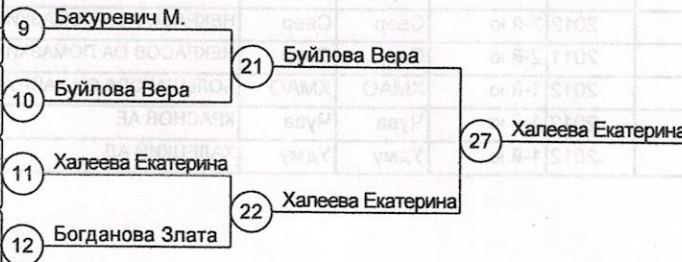 9 Бахуревич М.
21 Буйлова Вера
10 Буйлова Вера
27 Халеева Екатерина
11 Халеева Екатерина
22 Халеева Екатерина
12 Богданова Злата